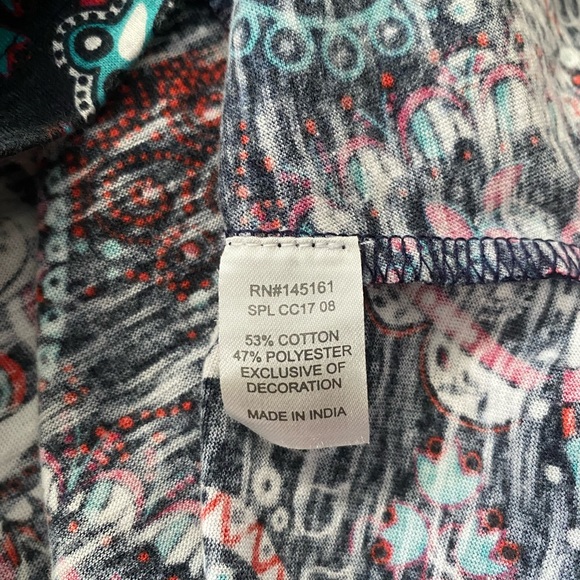 RN#145161
SPL CC17 08
53% COTTON
47% POLYESTER
EXCLUSIVE OF
DECORATION
MADE IN INDIA